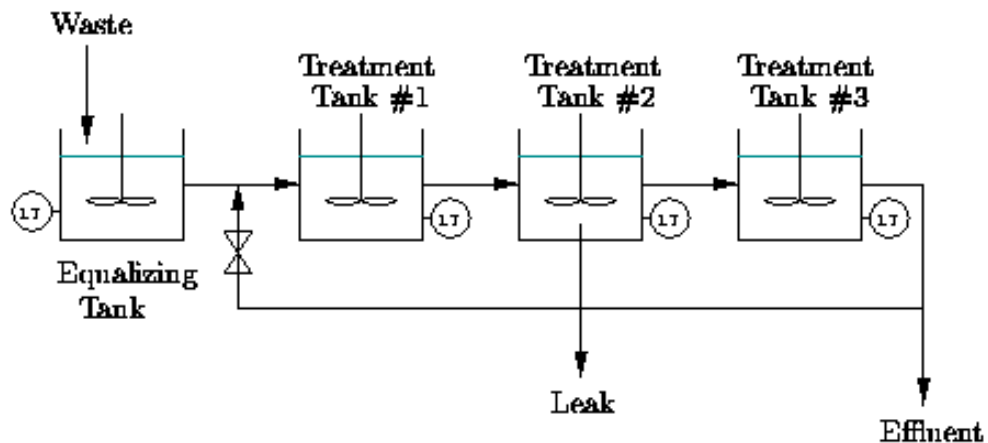 Waste
Treatment
Tank #1
Treatment
Tank #2
Treatment
Tank #3
LT
LT
LT
LT
Equalizing
Tank
Leak
Effluent